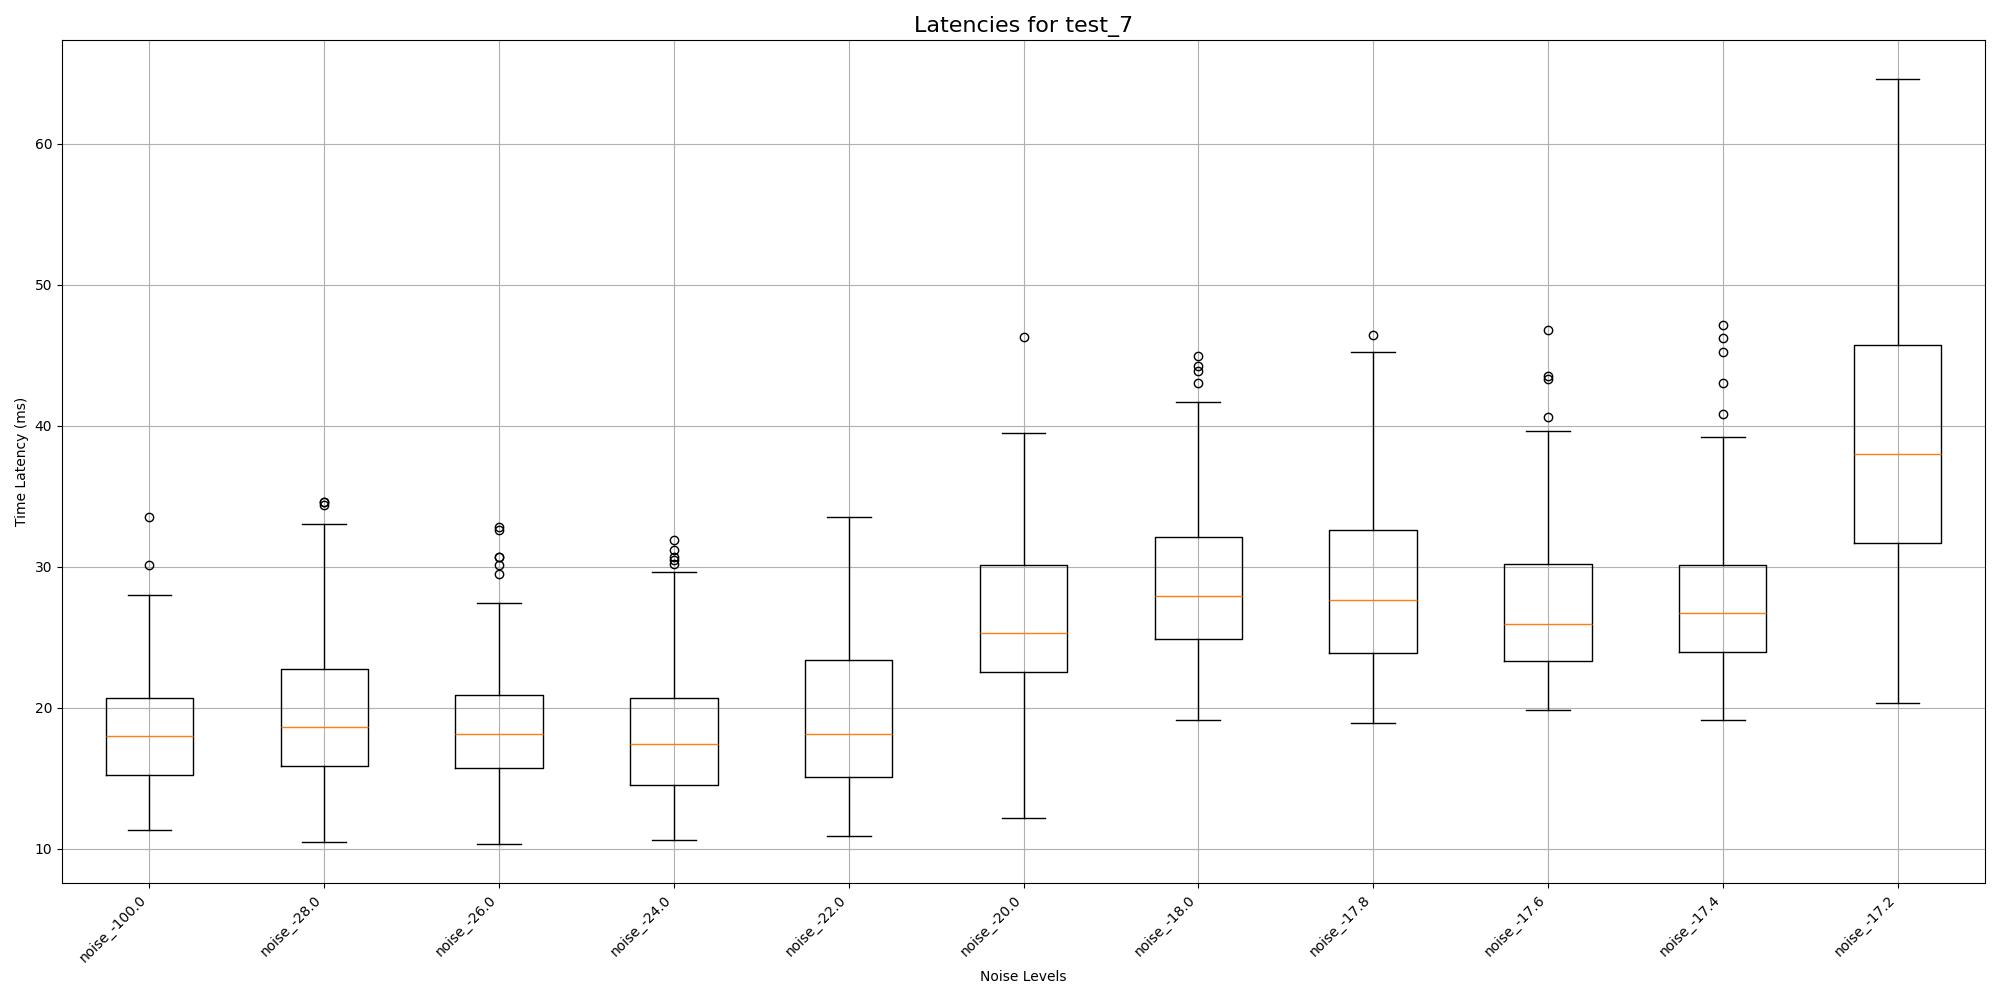 Latencies for test_7
Time Latency (ms)
60
50
40
30
20
10
noise_-100.0
noise_-28.0
noise_-26.0
noise_-24.0
noise_-22.0
noise_-20.0
noise_-18.0
noise_-17.8
noise_-17.6
noise_-17.4
noise_-17.2
Noise Levels